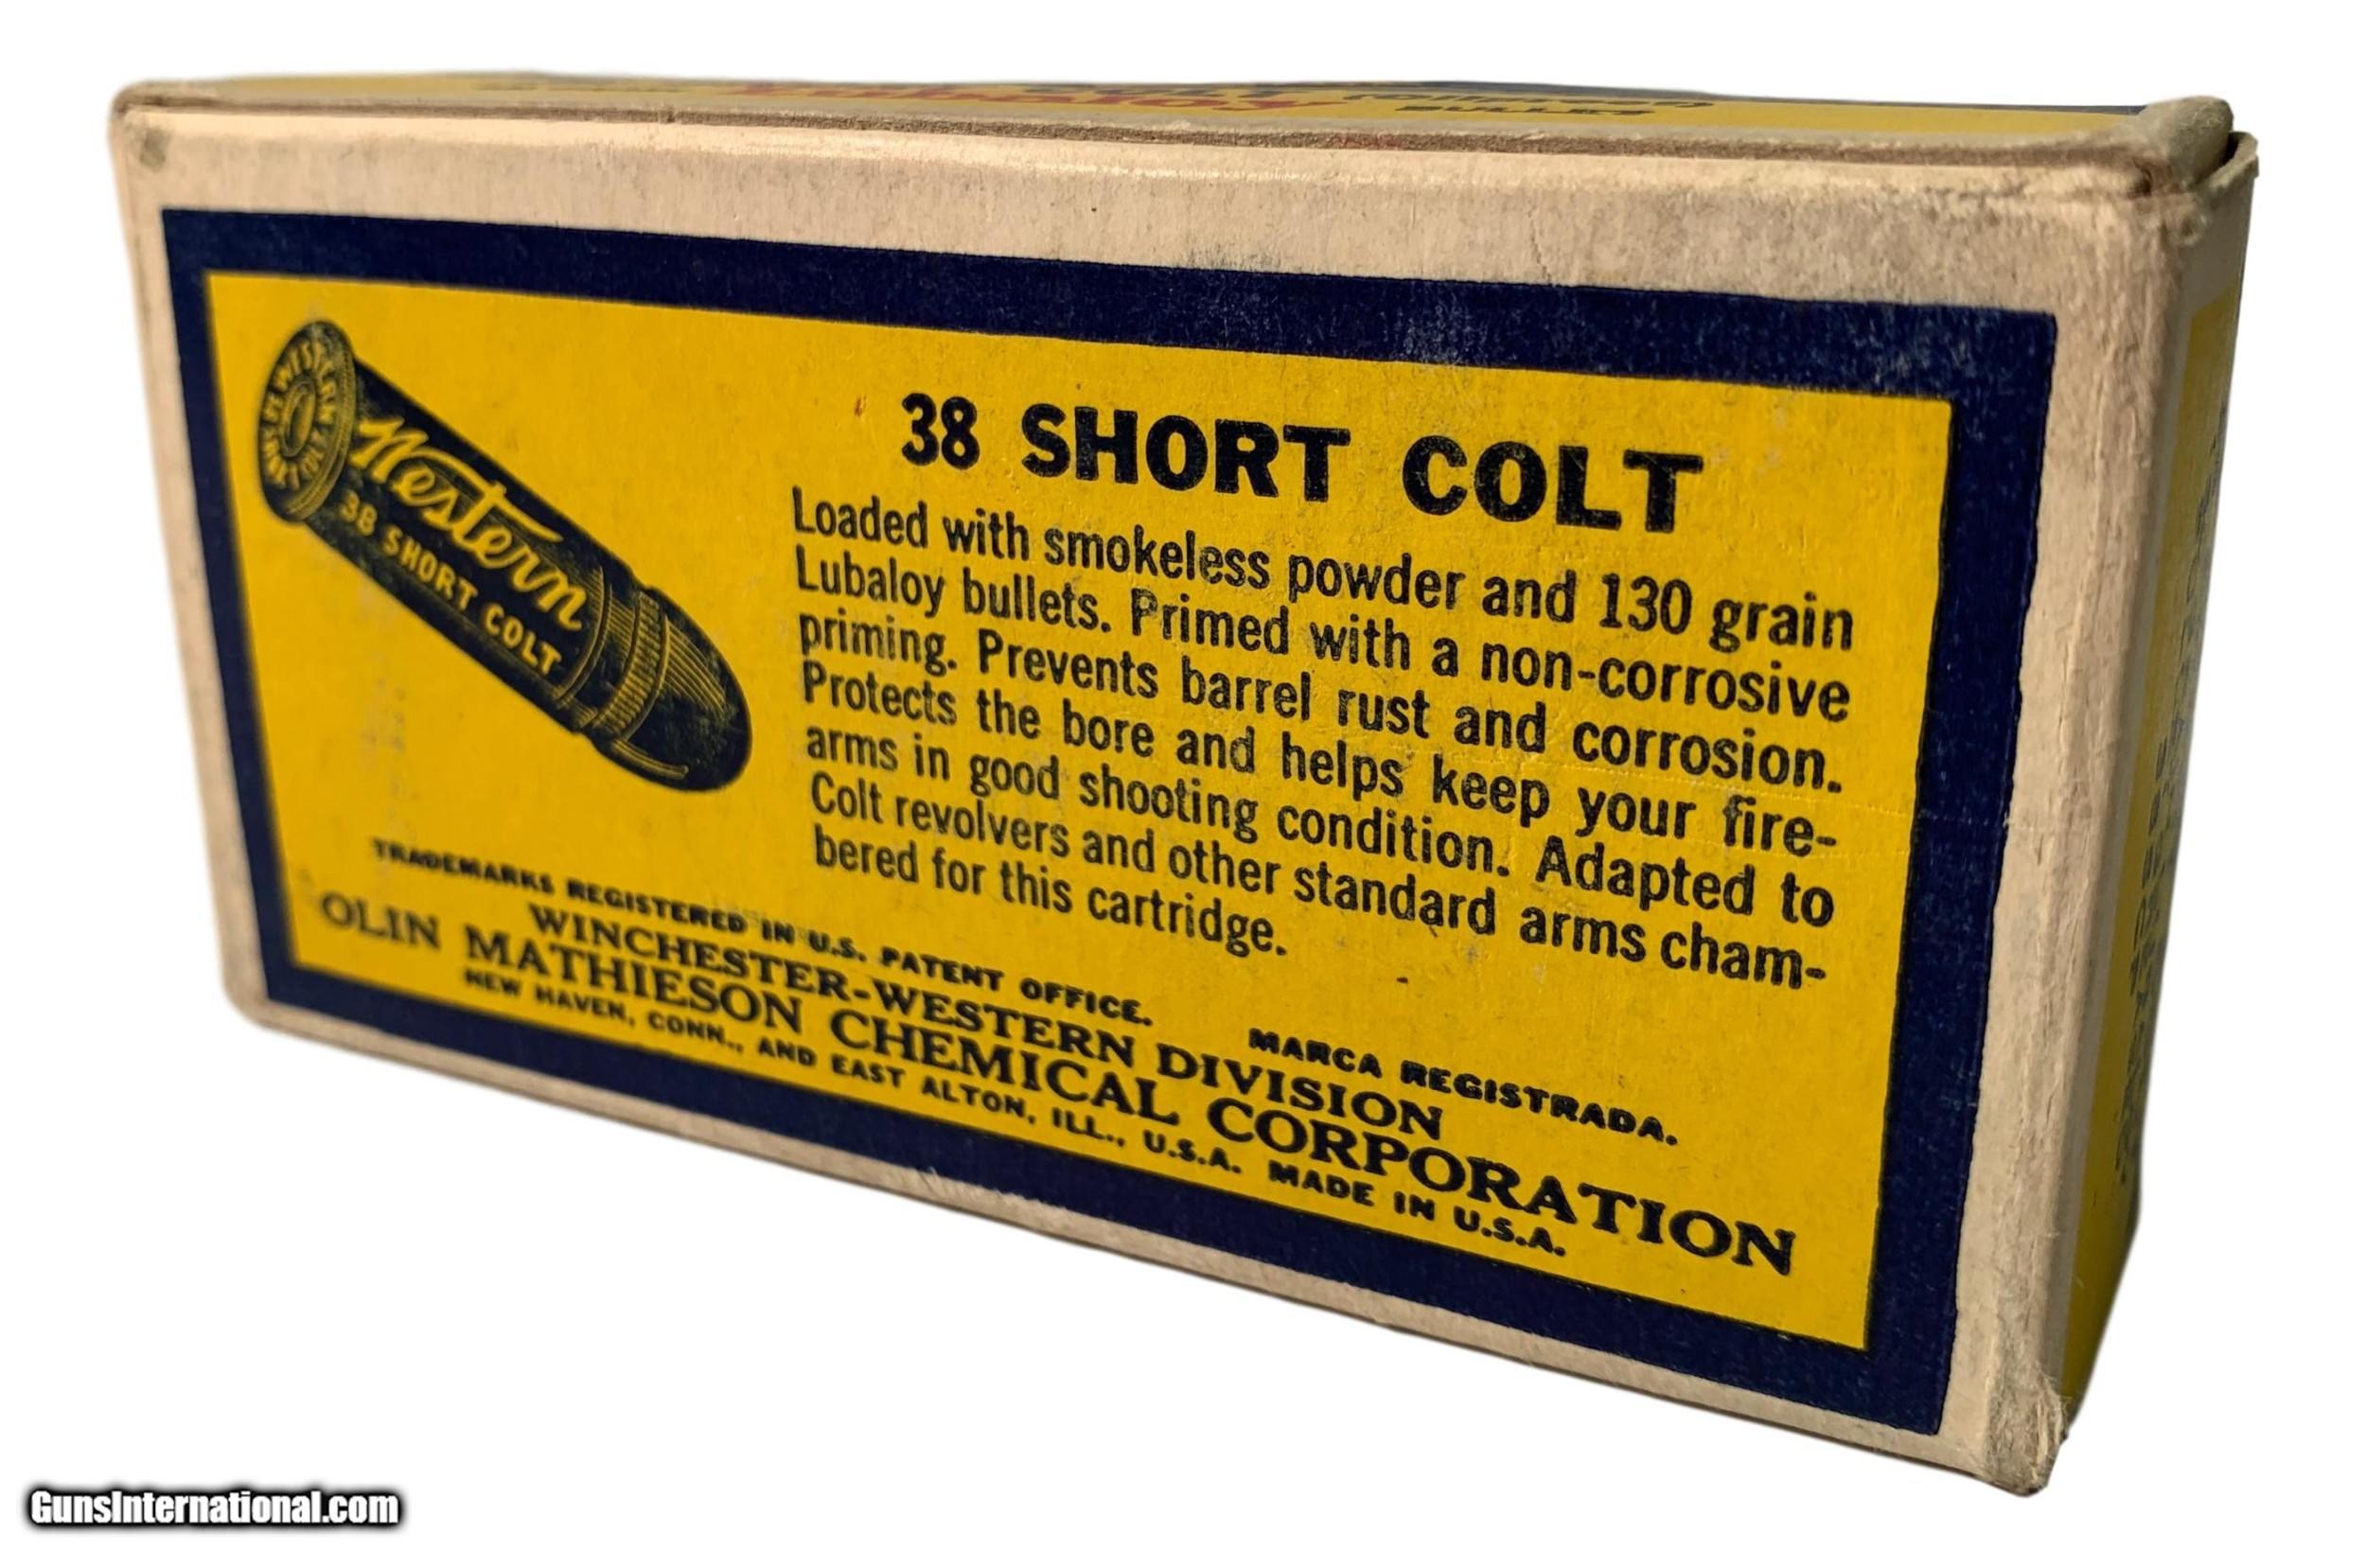 BULLET
38 SHORT COLT
Loaded with smokeless powder and 130 grain
Lubaloy bullets. Primed with a non-corrosive
priming. Prevents barrel rust and corrosion.
Protects the bore and helps keep your fire-
arms in good shooting condition. Adapted to
Colt revolvers and other standard arms cham-
bered for this cartridge.
WESTERN
Western
38 SHORT COLT
TRADEMARKS REGISTERED IN U.S. PATENT OFFICE. MARCA REGISTRADA.
WINCHESTER-WESTERN DIVISION
OLIN MATHIESON CHEMICAL CORPORATION
NEW HAVEN, CONN., AND EAST ALTON, ILL., U.S.A. MADE IN U.S.A.
GunsInternational.com